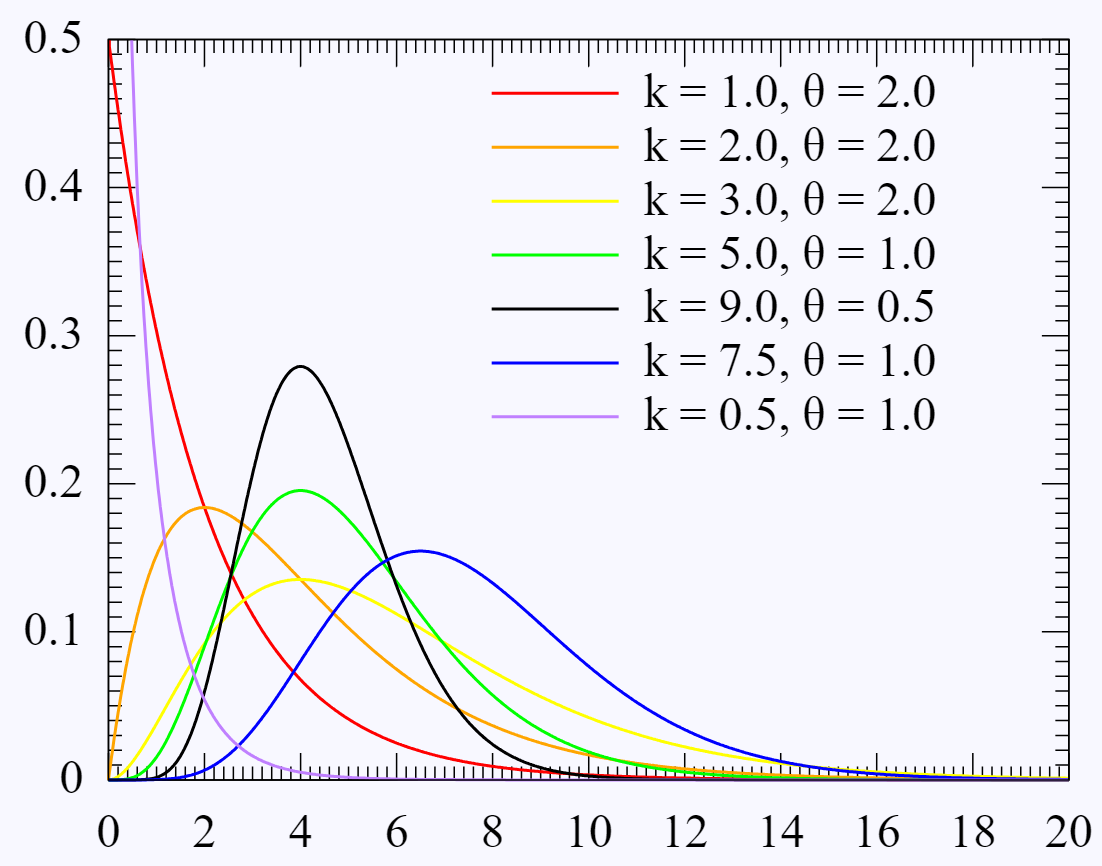 0.5
k = 1.0, θ = 2.0
k = 2.0, θ = 2.0
0.4
k = 3.0, θ = 2.0
k = 5.0, θ = 1.0
k = 9.0, θ = 0.5
0.3
k = 7.5, θ = 1.0
k = 0.5, θ = 1.0
0.2
0.1
0
0 2 4 6 8 10 12 14 16 18 20